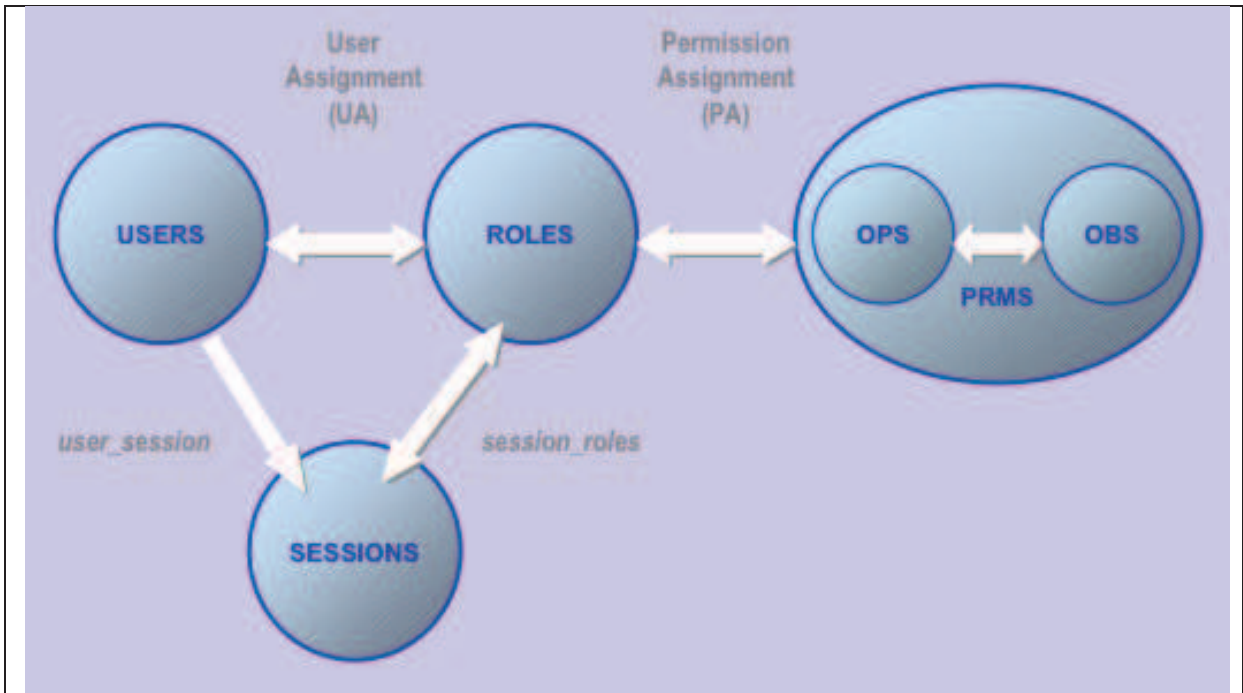 User
Assignment
(UA)
Permission
Assignment
(PA)
USERS
ROLES
OPS
OBS
PRMS
user_session
session_roles
SESSIONS